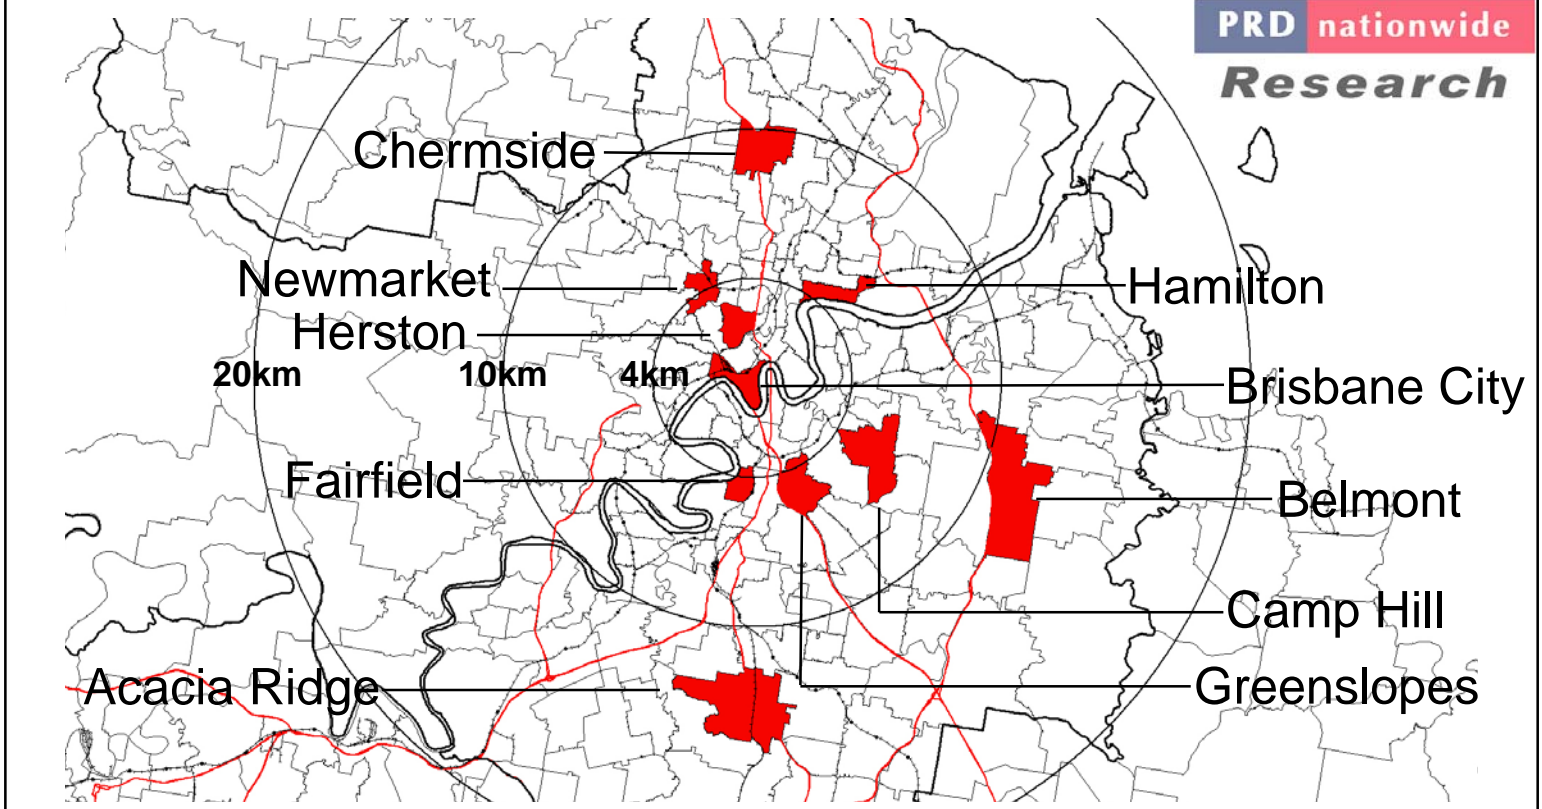 PRD nationwide
Research
Chermside
Newmarket
Hamilton
Herston
20km 10km 4km
Brisbane City
Fairfield
Belmont
Camp Hill
Acacia Ridge
Greenslopes